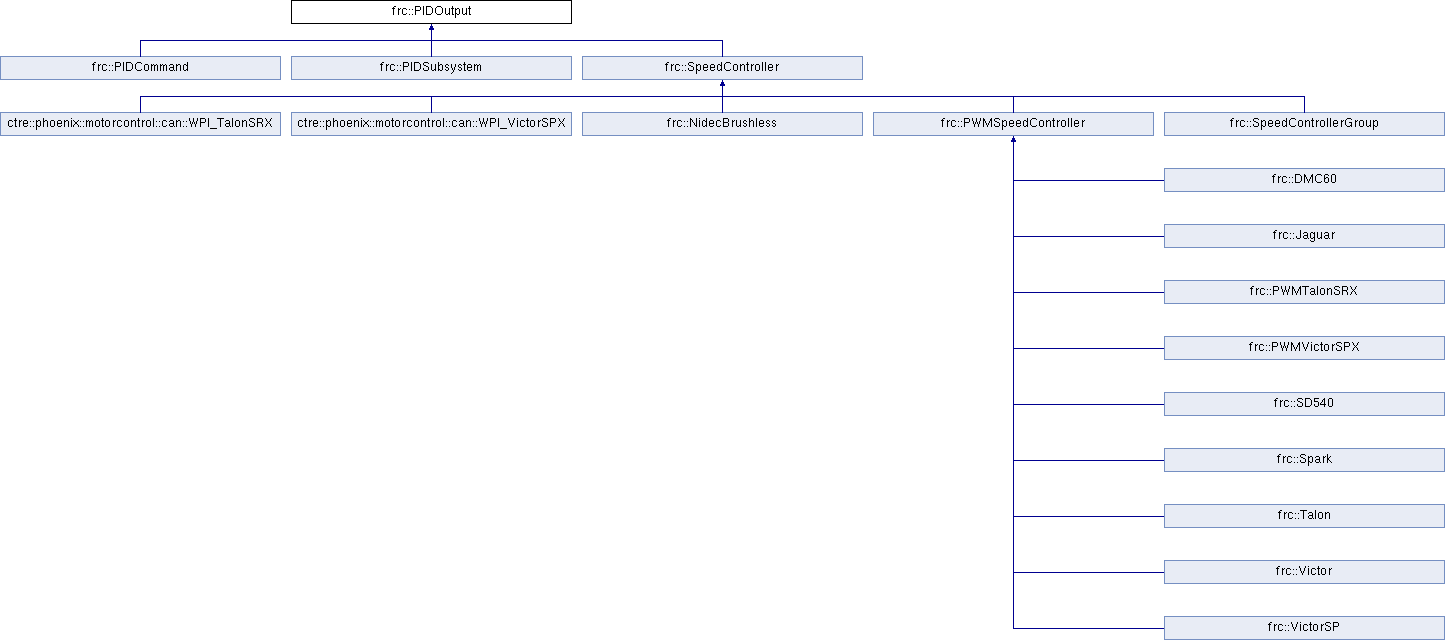 frc::PIDOutput
frc::PIDCommand
frc::PIDSubsystem
frc::SpeedController
ctre::phoenix::motorcontrol::can::WPI_TalonSRX
ctre::phoenix::motorcontrol::can::WPI_VictorSPX
frc::NidecBrushless
frc::PWMSpeedController
frc::SpeedControllerGroup
frc::DMC60
frc::Jaguar
frc::PWMTalonSRX
frc::PWMVictorSPX
frc::SD540
frc::Spark
frc::Talon
frc::Victor
frc::VictorSP